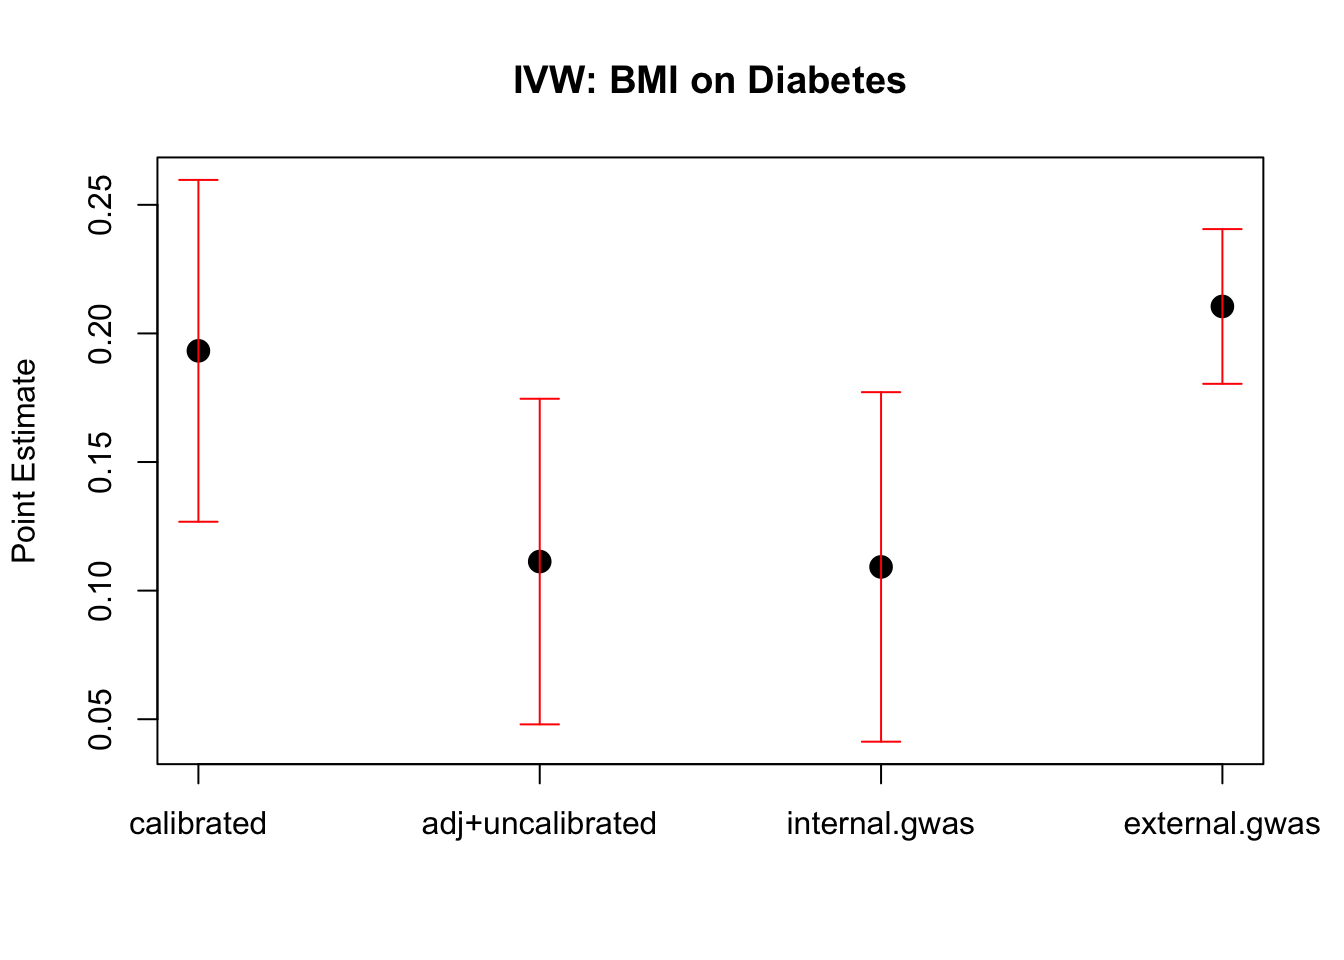 IVW: BMI on Diabetes
Point Estimate
0.25
0.20
0.15
0.10
0.05
calibrated
adj+uncalibrated
internal.gwas
external.gwas